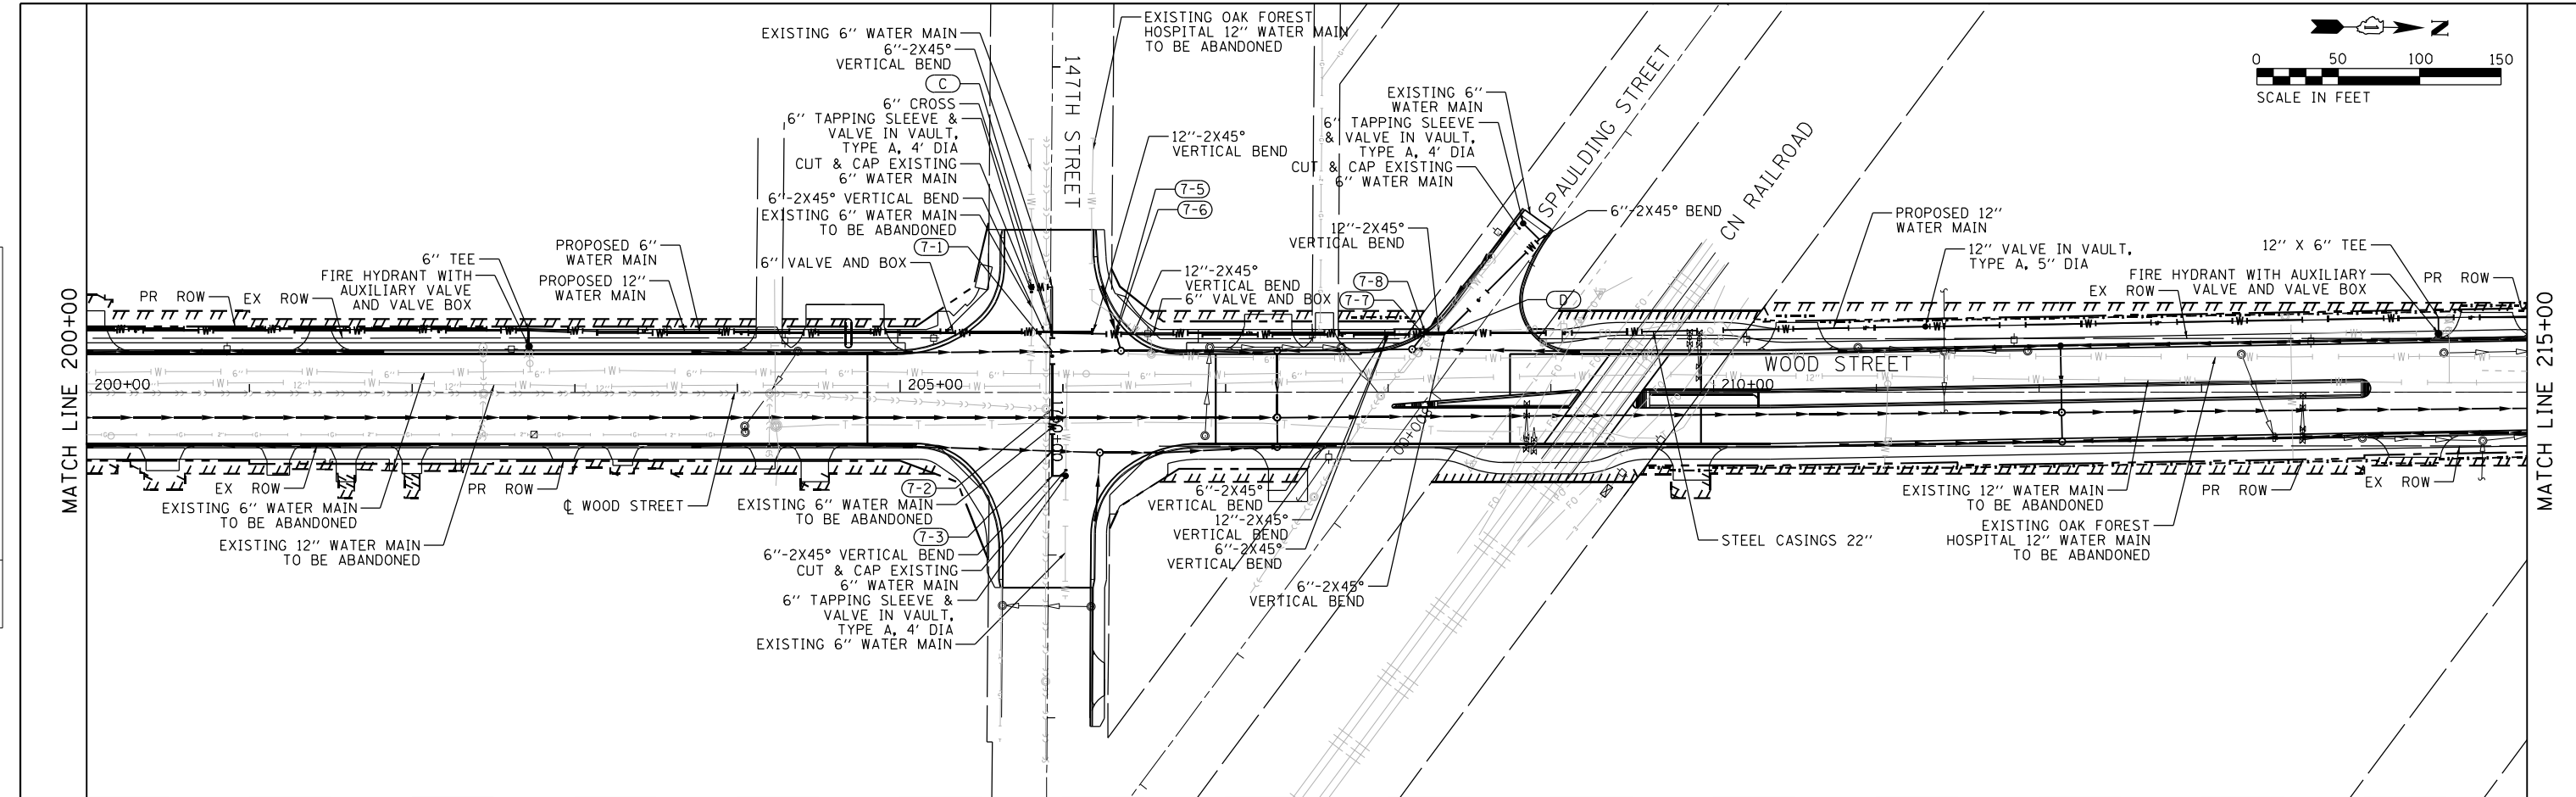 EXISTING 6'' WATER MAIN
6''-2X45°
VERTICAL BEND
C
6'' CROSS
6'' TAPPING SLEEVE &
VALVE IN VAULT,
TYPE A, 4' DIA
CUT & CAP EXISTING
6'' WATER MAIN
6''-2X45° VERTICAL BEND
EXISTING 6'' WATER MAIN
TO BE ABANDONED
7-1
6'' VALVE AND BOX
147TH STREET
EXISTING OAK FOREST
HOSPITAL 12'' WATER MAIN
TO BE ABANDONED
12''-2X45°
VERTICAL BEND
7-5
7-6
12''-2X45°
VERTICAL BEND
6'' VALVE AND BOX
EXISTING 6''
WATER MAIN
6'' TAPPING SLEEVE
& VALVE IN VAULT,
TYPE A, 4' DIA
CUT & CAP EXISTING
6'' WATER MAIN
12''-2X45°
VERTICAL BEND
7-8
7-7
SPAULDING STREET
CN RAILROAD
6''-2X45° BEND
D
N
0 50 100 150
SCALE IN FEET
PROPOSED 12''
WATER MAIN
12'' VALVE IN VAULT,
TYPE A, 5'' DIA
12'' X 6'' TEE
FIRE HYDRANT WITH AUXILIARY
VALVE AND VALVE BOX
PR ROW
EX ROW
6'' TEE
FIRE HYDRANT WITH
AUXILIARY VALVE
AND VALVE BOX
PROPOSED 6''
WATER MAIN
PROPOSED 12''
WATER MAIN
PR ROW
EX ROW
MATCH LINE 200+00
200+00
205+00
1700+00
00+00
210+00
WOOD STREET
MATCH LINE 215+00
EX ROW
PR ROW
EXISTING 6'' WATER MAIN
TO BE ABANDONED
EXISTING 12'' WATER MAIN
TO BE ABANDONED
℄ WOOD STREET
7-2
EXISTING 6'' WATER MAIN
TO BE ABANDONED
7-3
6''-2X45° VERTICAL BEND
CUT & CAP EXISTING
6'' WATER MAIN
6'' TAPPING SLEEVE &
VALVE IN VAULT,
TYPE A, 4' DIA
EXISTING 6'' WATER MAIN
6''-2X45°
VERTICAL BEND
12''-2X45°
VERTICAL BEND
6''-2X45°
VERTICAL BEND
6''-2X45°
VERTICAL BEND
STEEL CASINGS 22''
EXISTING 12'' WATER MAIN
TO BE ABANDONED
EXISTING OAK FOREST
HOSPITAL 12'' WATER MAIN
TO BE ABANDONED
PR ROW
EX ROW